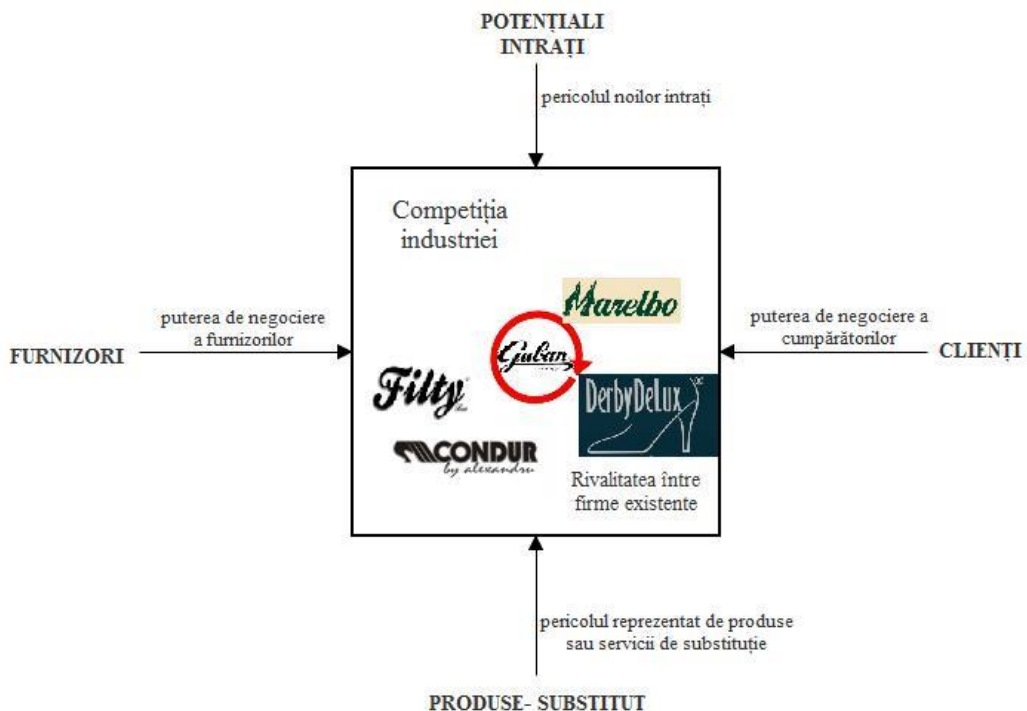 POTENȚIALI
INTRAȚI
pericolul noilor intrați
Competiția
industriei
Marelbo
puterea de negociere
a furnizorilor
puterea de negociere a
cumpărătorilor
FURNIZORI
Guban
CLIENȚI
Filty
DerbyDeLux
CONDUR
by alexandru
Rivalitatea între
firme existente
pericolul reprezentat de produse
sau servicii de substituție
PRODUSE- SUBSTITUT